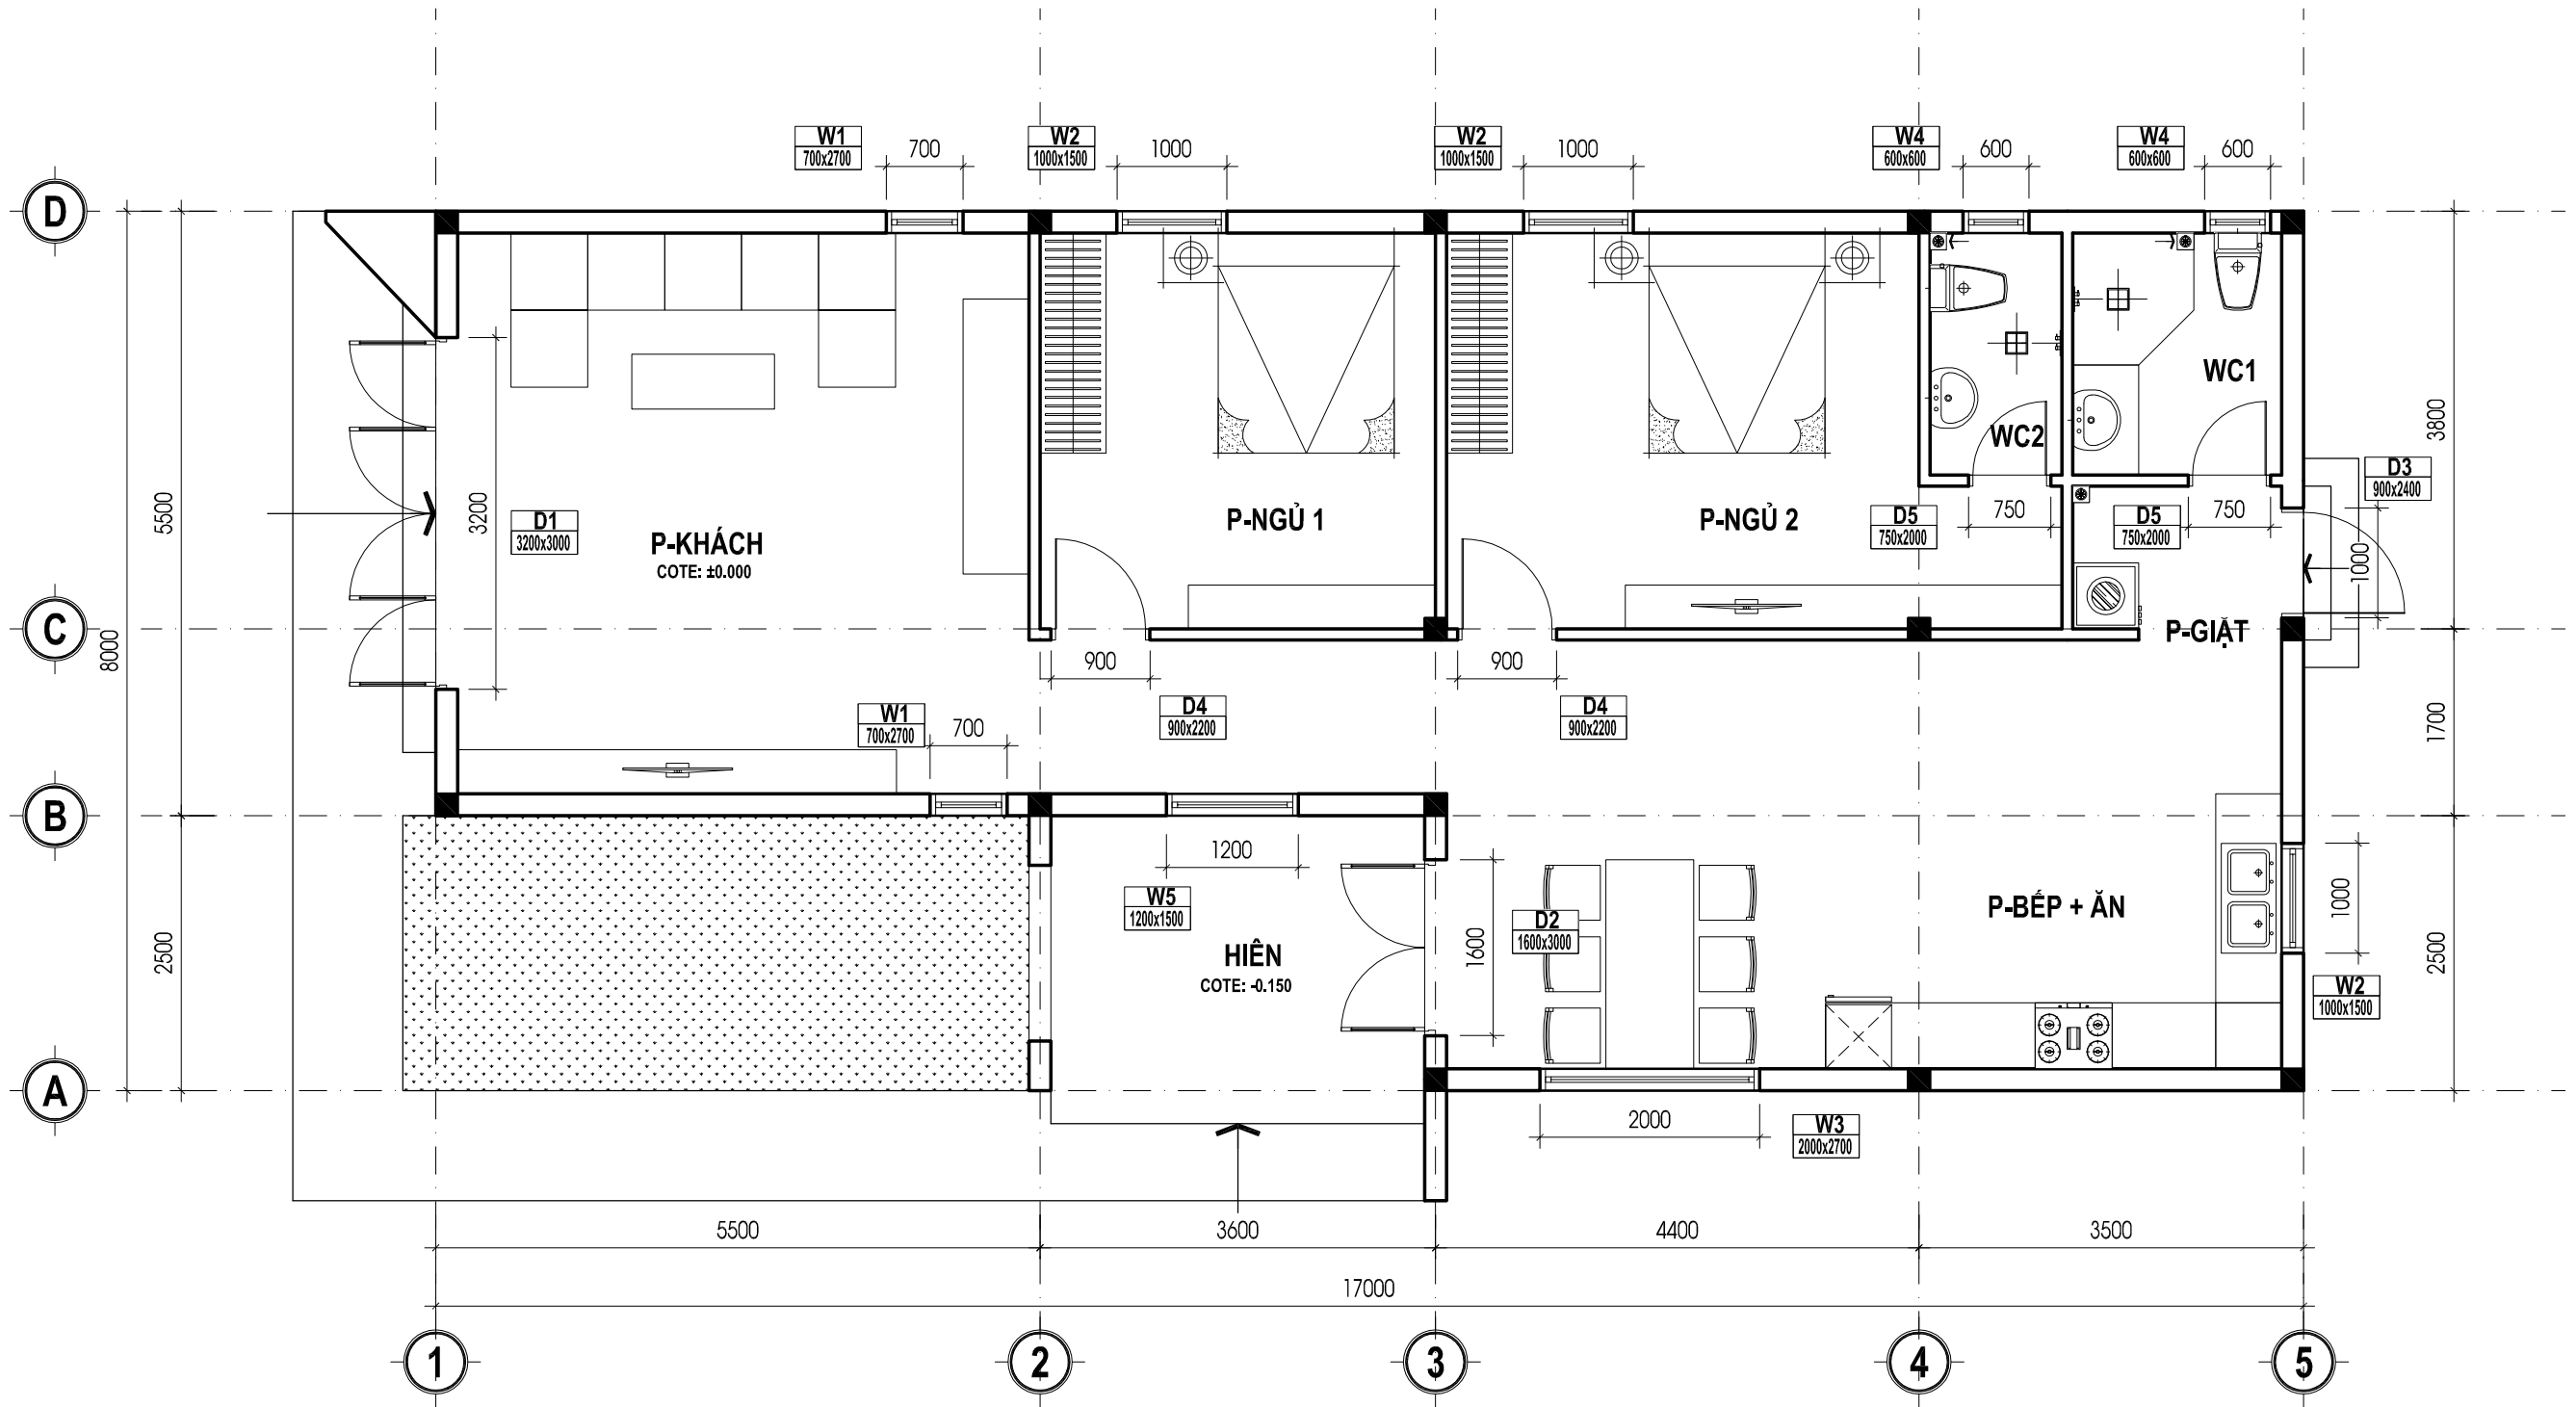 W1
700x2700
700
W2
1000x1500
1000
W2
1000x1500
1000
W4
600x600
600
W4
600x600
600
D
5500
8000
3200
D1
3200x3000
P-KHÁCH
COTE: ±0.000
P-NGỦ 1
P-NGỦ 2
WC2
WC1
D5
750x2000
750
D5
750x2000
750
3800
D3
900x2400
1000
C
P-GIẶT
900
D4
900x2200
900
D4
900x2200
W1
700x2700
700
1700
B
1200
W5
1200x1500
HIÊN
COTE: -0.150
1600
D2
1600x3000
P-BẾP + ĂN
1000
W2
1000x1500
2500
2500
A
2000
W3
2000x2700
5500
3600
4400
3500
17000
1
2
3
4
5